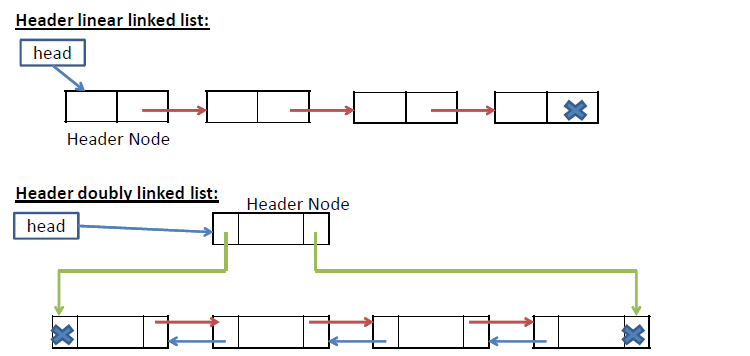 Header linear linked list:
head
Header Node
Header doubly linked list:
Header Node
head